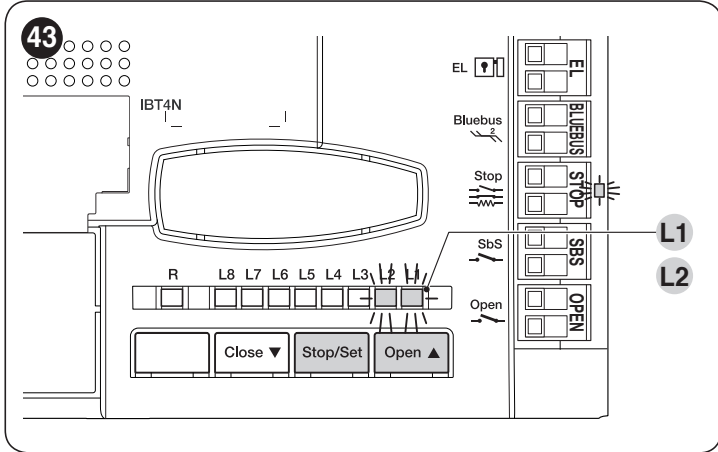 43
IBT4N
EL
EL
Bluebus
2
BLUEBUS
Stop
STOP
SbS
SBS
L1
L2
Open
OPEN
R L8 L7 L6 L5 L4 L3 L2 L1
Close ▼ Stop/Set Open ▲